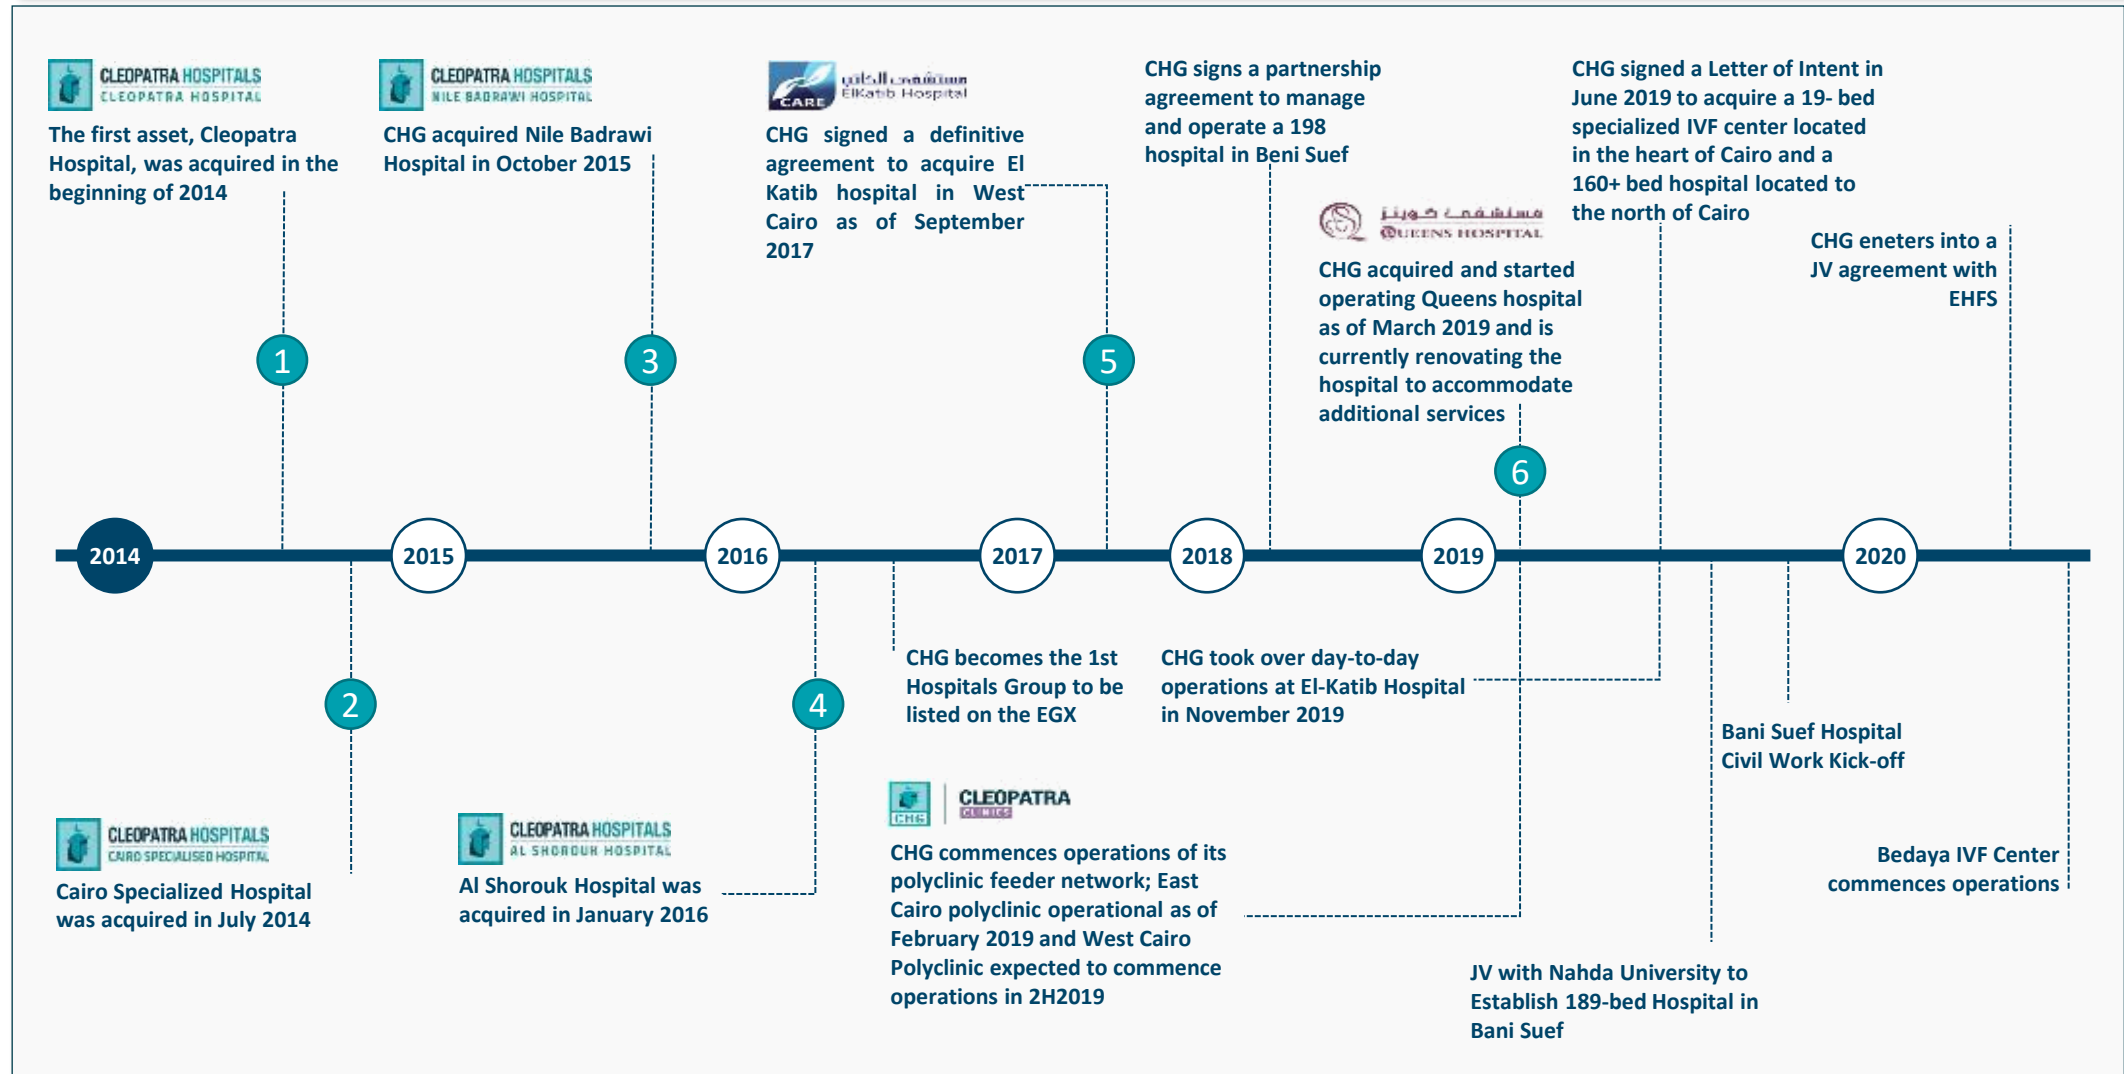 CLEOPATRA HOSPITALS
CLEOPATRA HOSPITAL
The first asset, Cleopatra
Hospital, was acquired in the
beginning of 2014
CLEOPATRA HOSPITALS
NILE BADRAWI HOSPITAL
CHG acquired Nile Badrawi
Hospital in October 2015
CARE
مستشفى الكاتب
ElKatib Hospital
CHG signed a definitive
agreement to acquire El
Katib hospital in West
Cairo as of September
2017
CHG signs a partnership
agreement to manage
and operate a 198
hospital in Beni Suef
مستشفى كوينز
QUEENS HOSPITAL
CHG acquired and started
operating Queens hospital
as of March 2019 and is
currently renovating the
hospital to accommodate
additional services
CHG signed a Letter of Intent in
June 2019 to acquire a 19- bed
specialized IVF center located
in the heart of Cairo and a
160+ bed hospital located to
the north of Cairo
CHG eneters into a
JV agreement with
EHFS
1
3
5
6
2014
2015
2016
2017
2018
2019
2020
2
4
CHG becomes the 1st
Hospitals Group to be
listed on the EGX
CHG took over day-to-day
operations at El-Katib Hospital
in November 2019
Bani Suef Hospital
Civil Work Kick-off
CLEOPATRA HOSPITALS
CAIRO SPECIALISED HOSPITAL
Cairo Specialized Hospital
was acquired in July 2014
CLEOPATRA HOSPITALS
AL SHOROUK HOSPITAL
Al Shorouk Hospital was
acquired in January 2016
CHG
CLEOPATRA
CLINICS
CHG commences operations of its
polyclinic feeder network; East
Cairo polyclinic operational as of
February 2019 and West Cairo
Polyclinic expected to commence
operations in 2H2019
Bedaya IVF Center
commences operations
JV with Nahda University to
Establish 189-bed Hospital in
Bani Suef